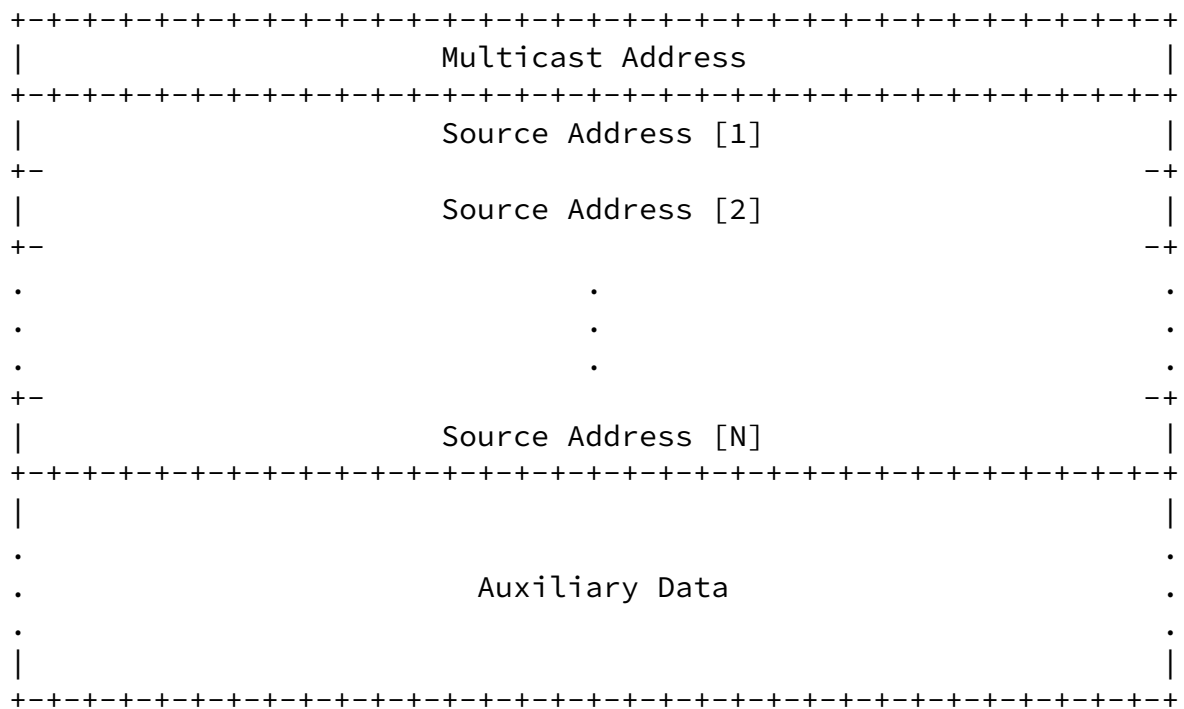 +-+-+-+-+-+-+-+-+-+-+-+-+-+-+-+-+-+-+-+-+-+-+-+-+-+-+-+-+-+-+-+-+
|                       Multicast Address                       |
+-+-+-+-+-+-+-+-+-+-+-+-+-+-+-+-+-+-+-+-+-+-+-+-+-+-+-+-+-+-+-+-+
|                       Source Address [1]                      |
+-                                                             -+
|                       Source Address [2]                      |
+-                                                             -+
.                               .                               .
.                               .                               .
.                               .                               .
+-                                                             -+
|                       Source Address [N]                      |
+-+-+-+-+-+-+-+-+-+-+-+-+-+-+-+-+-+-+-+-+-+-+-+-+-+-+-+-+-+-+-+-+
|                                                               |
.                                                               .
.                         Auxiliary Data                        .
.                                                               .
|                                                               |
+-+-+-+-+-+-+-+-+-+-+-+-+-+-+-+-+-+-+-+-+-+-+-+-+-+-+-+-+-+-+-+-+